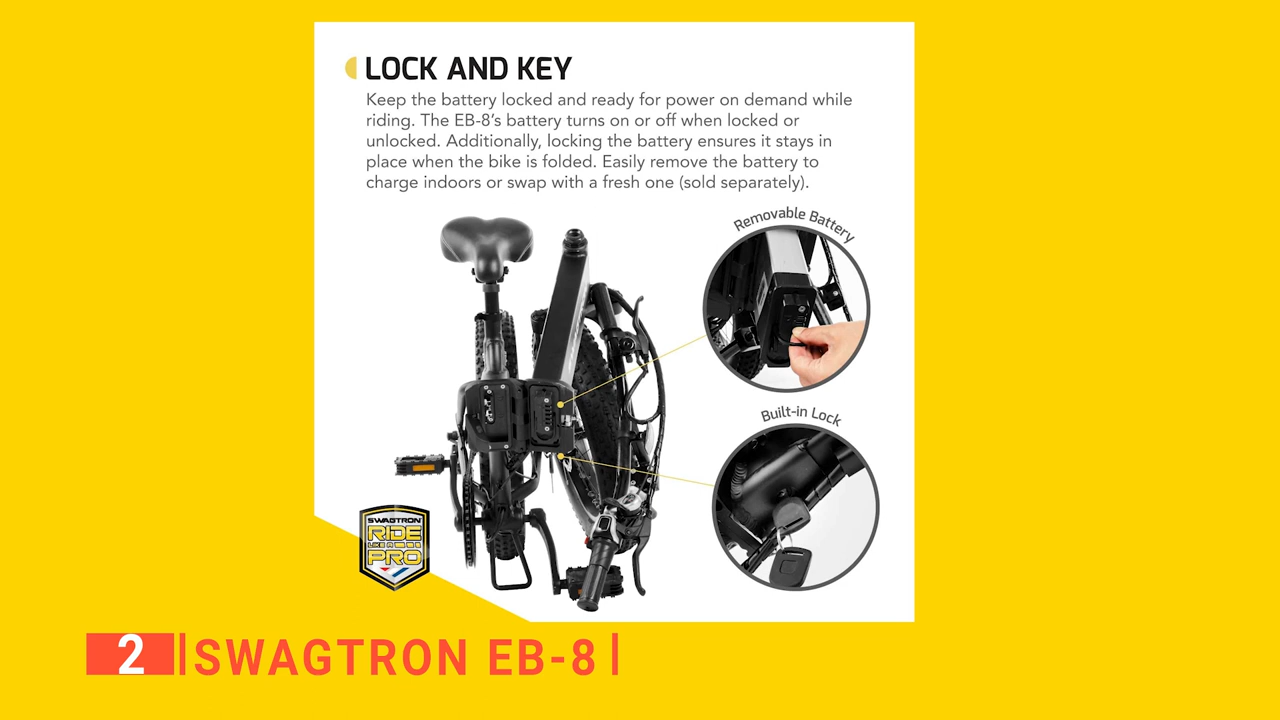 LOCK AND KEY
Keep the battery locked and ready for power on demand while
riding. The EB-8's battery turns on or off when locked or
unlocked. Additionally, locking the battery ensures it stays in
place when the bike is folded. Easily remove the battery to
charge indoors or swap with a fresh one (sold separately).
Removable Battery
Built-in Lock
SWAGTRON
RIDE
LIKE A
PRO
2 SWAGTRON EB-8